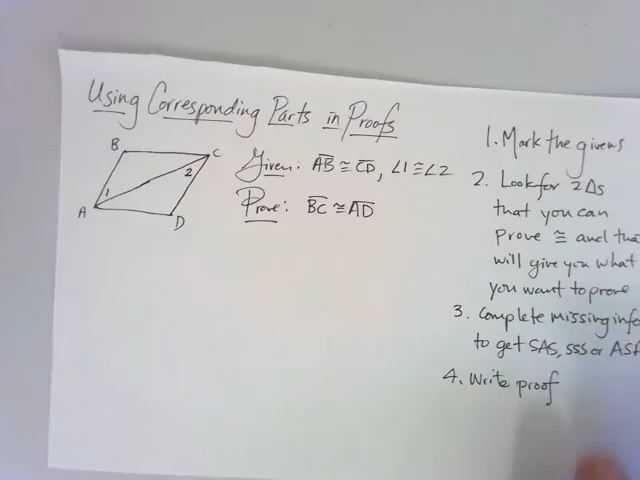 Using Corresponding Parts in Proofs
B
C
1
2
A
D
Given: AB ≅ CD, ∠1 ≅ ∠2
Prove: BC ≅ AD
1. Mark the givens
2. Look for 2 Δs
that you can
prove ≅ and
will give you what
you want to prove
3. Complete missing info
to get SAS, SSS or ASA
4. Write proof